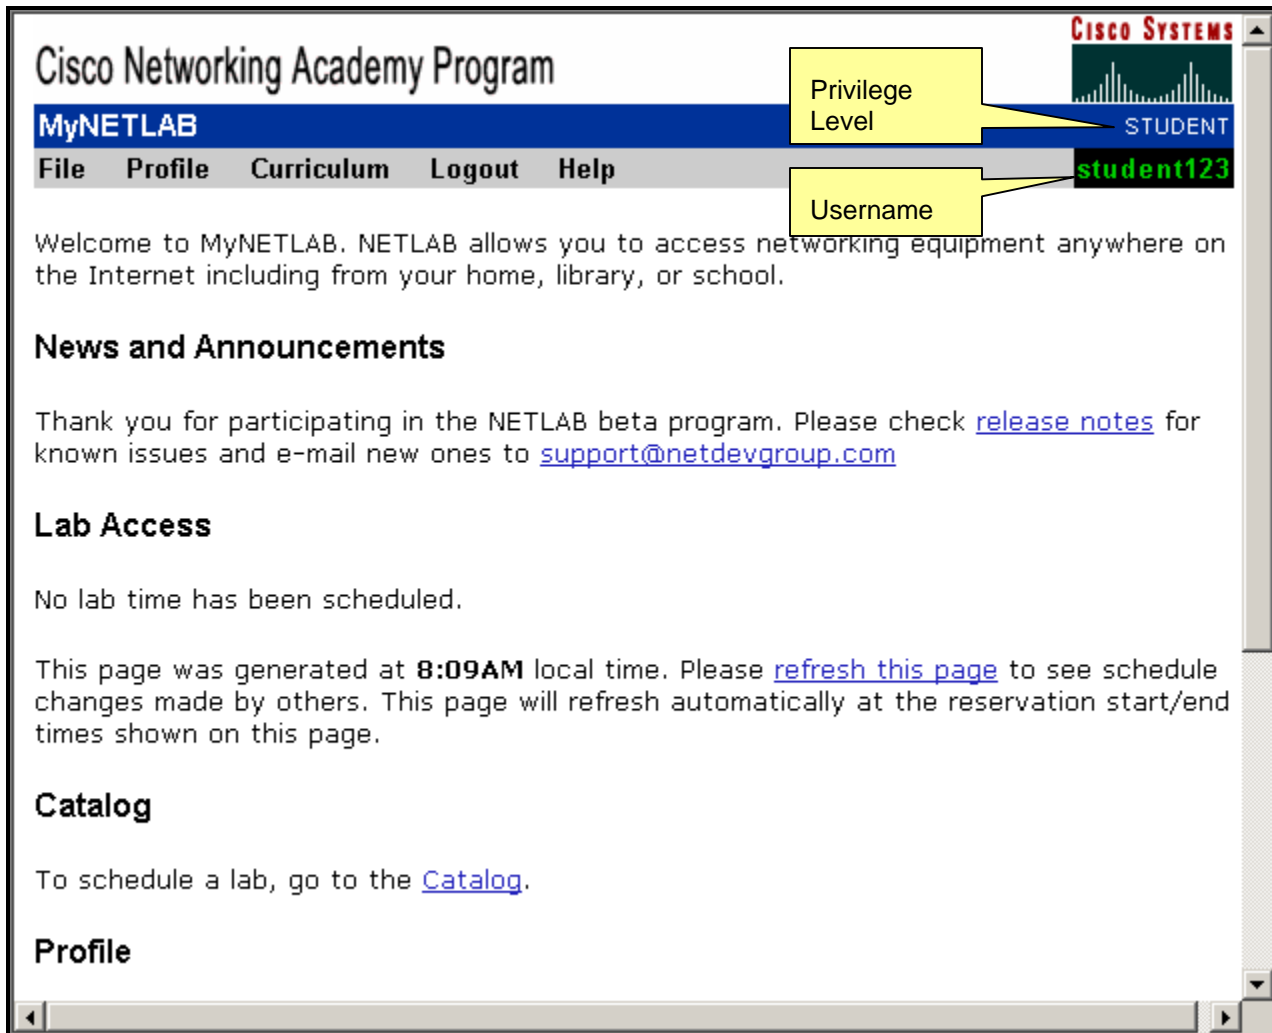 CISCO SYSTEMS
Cisco Networking Academy Program
Privilege
Level
MyNETLAB
STUDENT
File Profile Curriculum Logout Help
student123
Username
Welcome to MyNETLAB. NETLAB allows you to access networking equipment anywhere on
the Internet including from your home, library, or school.
News and Announcements
Thank you for participating in the NETLAB beta program. Please check release notes for
known issues and e-mail new ones to support@netdevgroup.com
Lab Access
No lab time has been scheduled.
This page was generated at 8:09AM local time. Please refresh this page to see schedule
changes made by others. This page will refresh automatically at the reservation start/end
times shown on this page.
Catalog
To schedule a lab, go to the Catalog.
Profile